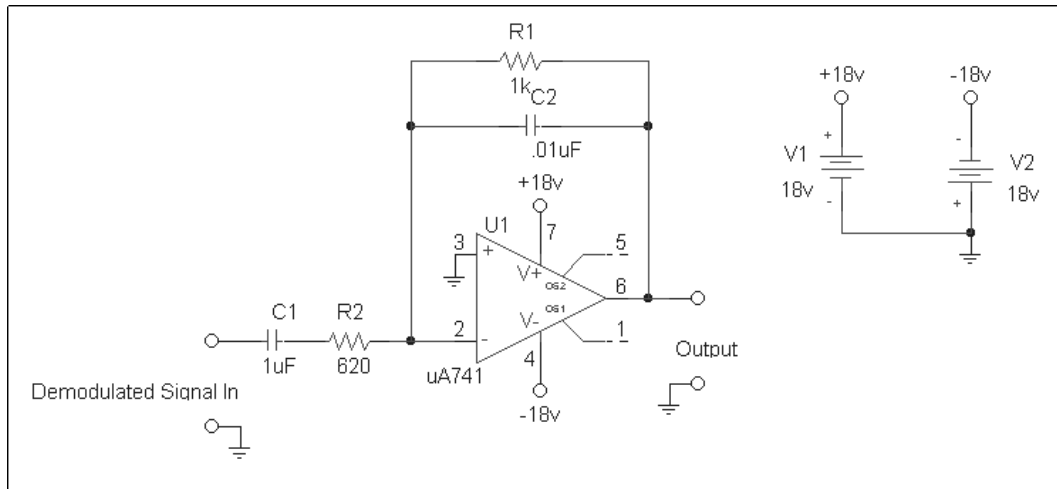 R1
1k
C2
.01uF
+18v
-18v
+
-
V1
V2
18v
18v
-
+
+18v
U1
7
3
+
5
V+
OS2
6
OS1
V-
C1
R2
2
-
1
1uF
620
4
Output
uA741
Demodulated Signal In
-18v